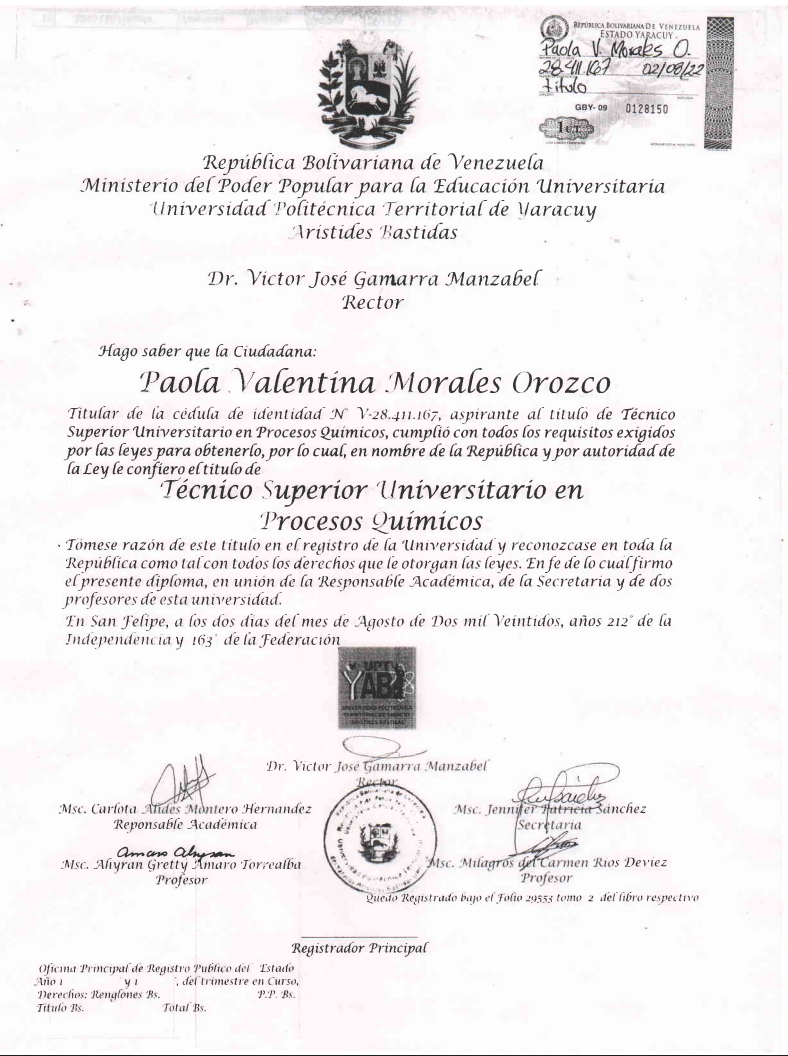 REPÚBLICA BOLIVARIANA DE VENEZUELA
ESTADO YARACUY
Paola V. Morales O.
28.411.167 02/08/22
titulo
GBY- 09 0128150
República Bolivariana de Venezuela
Ministerio del Poder Popular para la Educación Universitaria
Universidad Politécnica Territorial de Yaracuy
Arístides Bastidas
Dr. Victor José Gamarra Manzabel
Rector
Hago saber que la Ciudadana:
Paola Valentina Morales Orozco
Titular de la cédula de identidad N° V-28.411.167, aspirante al titulo de Técnico
Superior Universitario en Procesos Químicos, cumplió con todos los requisitos exigidos
por las leyes para obtenerlo, por lo cual, en nombre de la República y por autoridad de
la Ley le confiero el titulo de
Técnico Superior Universitario en
Procesos Químicos
Tómese razón de este título en el registro de la Universidad y reconozcase en toda la
República como tal con todos los derechos que le otorgan las leyes. En fe de lo cual firmo
el presente diploma, en unión de la Responsable Académica, de la Secretaria y de dos
profesores de esta universidad.
En San Felipe, a los dos dias del mes de Agosto de Dos mil Veintidos, años 212° de la
Independencia y 163° de la Federación
UPT
YAB
UNIVERSIDAD POLITÉCNICA
TERRITORIAL DE YARACUY
Dr. Victor José Gamarra Manzabel
Rector
Msc. Carlota Andes Montero Hernandez
Reponsable Académica
Msc. Jennifer Patricia Sánchez
Secretaria
Amaro Ahyran
Msc. Ahyran Gretty Amaro Torrealba
Profesor
Msc. Milagros del Carmen Rios Deviez
Profesor
Quedo Registrado bajo el Folio 29553 tomo 2 del libro respectivo
Registrador Principal
Oficina Principal de Registro Publico del Estado
Año 1 y 1 , del trimestre en Curso,
Derechos: Renglones Bs. P.P. Bs.
Titulo Bs. Total Bs.